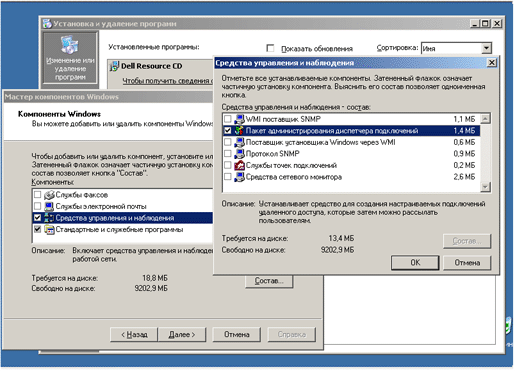 Установка и удаление программ
Изменение или удаление программ
Установленные программы:
Показать обновления
Сортировка: Имя
Dell Resource CD
Чтобы получить сведения
Мастер компонентов Windows
Компоненты Windows
Вы можете добавить или удалить компоненты Windows
Чтобы добавить или удалить компонент, установите или
Затененный флажок означает частичную установку ком
состав позволяет кнопка "Состав".
Компоненты:
Службы факсов
Службы электронной почты
Средства управления и наблюдения
Стандартные и служебные программы
Описание: Включает средства управления и наблюде
работой сети.
Требуется на диске: 18,8 МБ
Свободно на диске: 9202,9 МБ
Состав...
< Назад
Далее >
Отмена
Справка
Средства управления и наблюдения
Отметьте все устанавливаемые компоненты. Затененный флажок означает
частичную установку компонента. Выяснить его состав позволяет одноименная
кнопка.
Средства управления и наблюдения - состав:
WMI поставщик SNMP 1,1 МБ
Пакет администрирования диспетчера подключений 1,4 МБ
Поставщик установщика Windows через WMI 0,6 МБ
Протокол SNMP 0,9 МБ
Службы точек подключений 0,2 МБ
Средства сетевого монитора 2,6 МБ
Описание: Устанавливает средство для создания настраиваемых подключений
удаленного доступа, которые затем можно рассылать
пользователям.
Требуется на диске: 13,4 МБ
Свободно на диске: 9202,9 МБ
Состав...
OK
Отмена